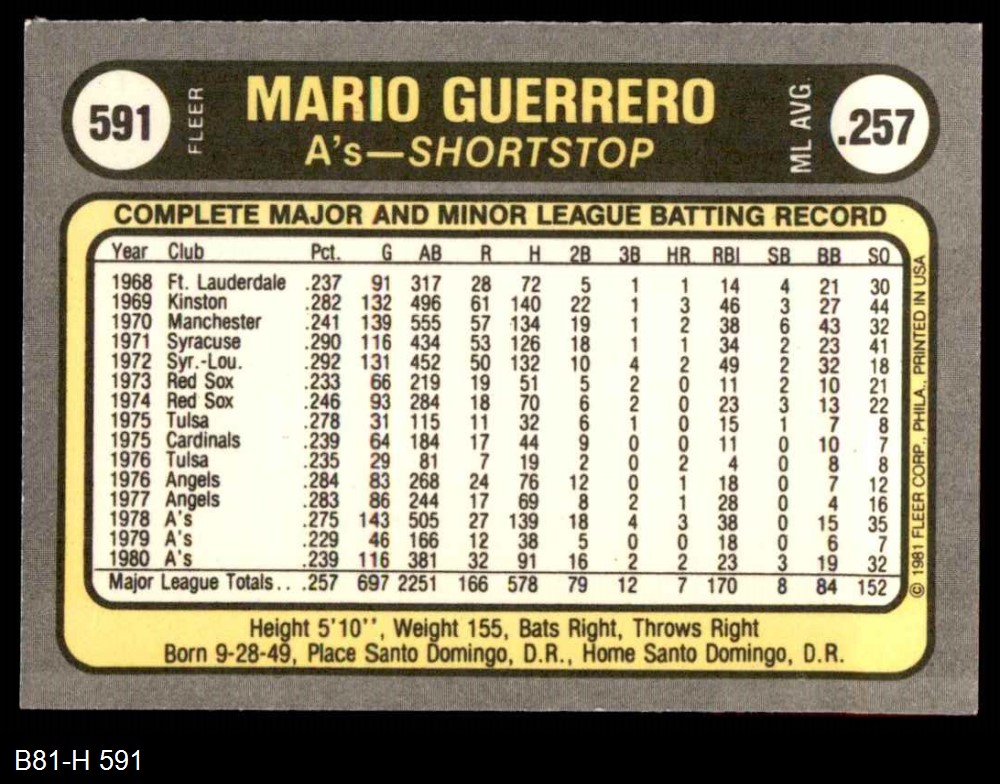 591 FLEER MARIO GUERRERO ML AVG. .257
A's—SHORTSTOP
COMPLETE MAJOR AND MINOR LEAGUE BATTING RECORD
Year Club Pct. G AB R H 2B 3B HR RBI SB BB SO
1968 Ft. Lauderdale .237 91 317 28 72 5 1 1 14 4 21 30
1969 Kinston .282 132 496 61 140 22 1 3 46 3 27 44
1970 Manchester .241 139 555 57 134 19 1 2 38 6 43 32
1971 Syracuse .290 116 434 53 126 18 1 1 34 2 23 41
1972 Syr.-Lou. .292 131 452 50 132 10 4 2 49 2 32 18
1973 Red Sox .233 66 219 19 51 5 2 0 11 2 10 21
1974 Red Sox .246 93 284 18 70 6 2 0 23 3 13 22
1975 Tulsa .278 31 115 11 32 6 1 0 15 1 7 8
1975 Cardinals .239 64 184 17 44 9 0 0 11 0 10 7
1976 Tulsa .235 29 81 7 19 2 0 2 4 0 8 8
1976 Angels .284 83 268 24 76 12 0 1 18 0 7 12
1977 Angels .283 86 244 17 69 8 2 1 28 0 4 16
1978 A's .275 143 505 27 139 18 4 3 38 0 15 35
1979 A's .229 46 166 12 38 5 0 0 18 0 6 7
1980 A's .239 116 381 32 91 16 2 2 23 3 19 32
Major League Totals... .257 697 2251 166 578 79 12 7 170 8 84 152
© 1981 FLEER CORP., PHILA., PRINTED IN USA
Height 5'10'', Weight 155, Bats Right, Throws Right
Born 9-28-49, Place Santo Domingo, D.R., Home Santo Domingo, D.R.
B81-H 591